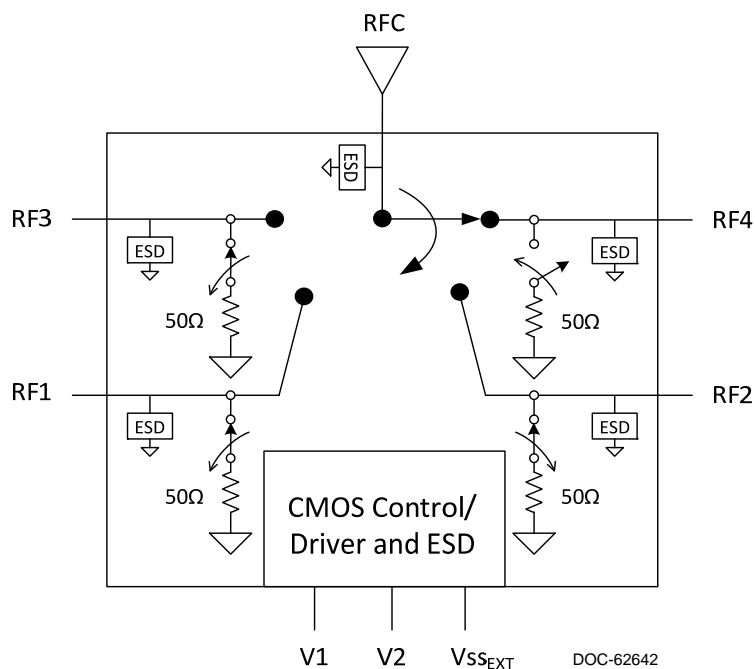 RFC
ESD
RF3
RF4
ESD
ESD
50Ω
50Ω
RF1
RF2
ESD
ESD
50Ω
50Ω
CMOS Control/
Driver and ESD
V1 V2 VssEXT
DOC-62642